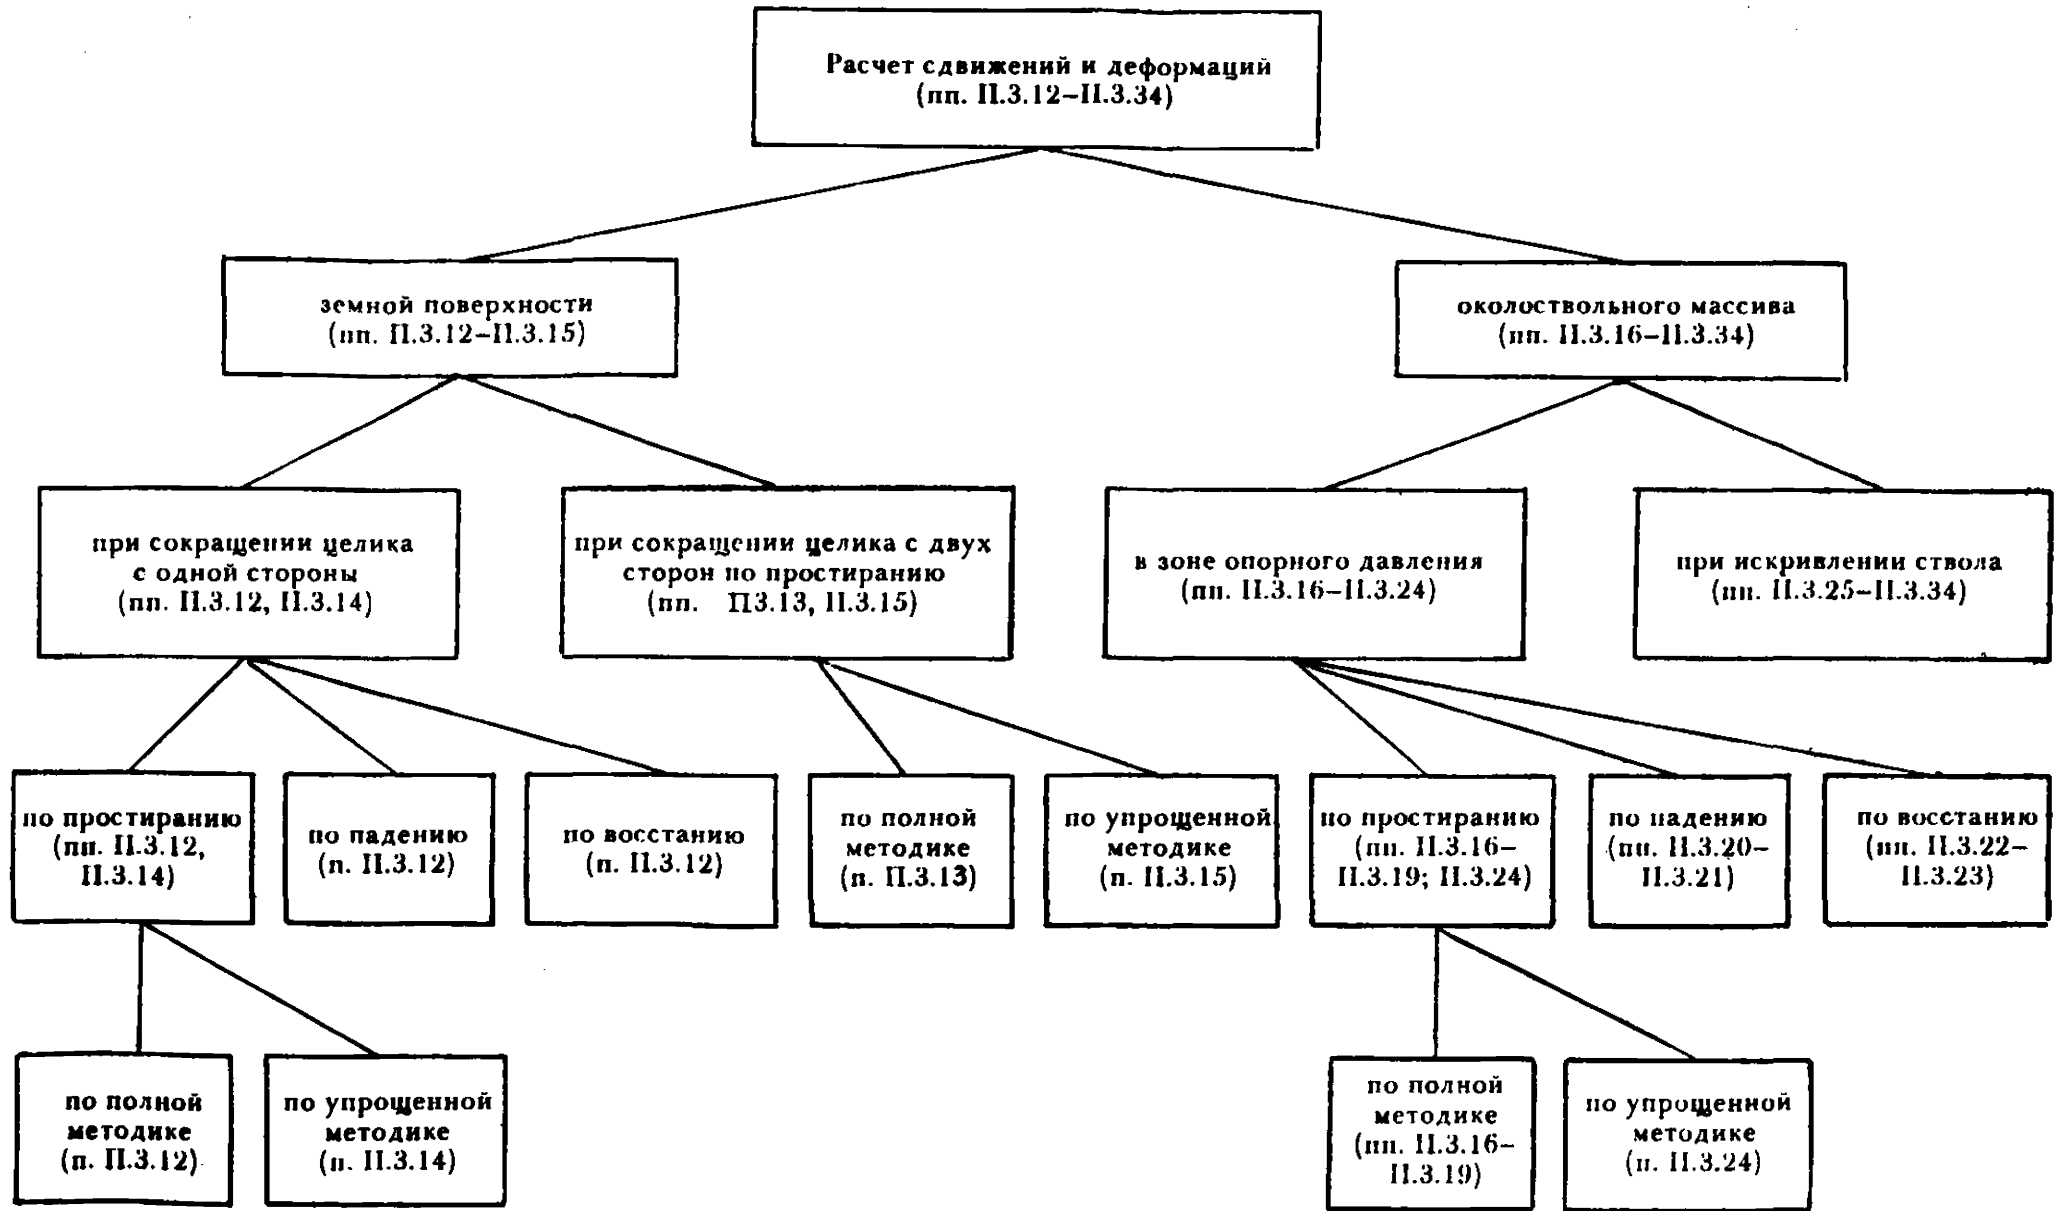 Расчет сдвижений и деформаций
(пп. П.3.12–П.3.34)
земной поверхности
(пп. П.3.12–П.3.15)
околоствольного массива
(пп. П.3.16–П.3.34)
при сокращении целика
с одной стороны
(пп. П.3.12, П.3.14)
при сокращении целика с двух
сторон по простиранию
(пп. П3.13, П.3.15)
в зоне опорного давления
(пп. П.3.16–П.3.24)
при искривлении ствола
(пп. П.3.25–П.3.34)
по простиранию
(пп. П.3.12,
П.3.14)
по падению
(п. П.3.12)
по восстанию
(п. П.3.12)
по полной
методике
(п. П.3.13)
по упрощенной
методике
(п. П.3.15)
по простиранию
(пп. П.3.16–
П.3.19; П.3.24)
по падению
(пп. П.3.20–
П.3.21)
по восстанию
(пп. П.3.22–
П.3.23)
по полной
методике
(п. П.3.12)
по упрощенной
методике
(п. П.3.14)
по полной
методике
(пп. П.3.16–
П.3.19)
по упрощенной
методике
(п. П.3.24)